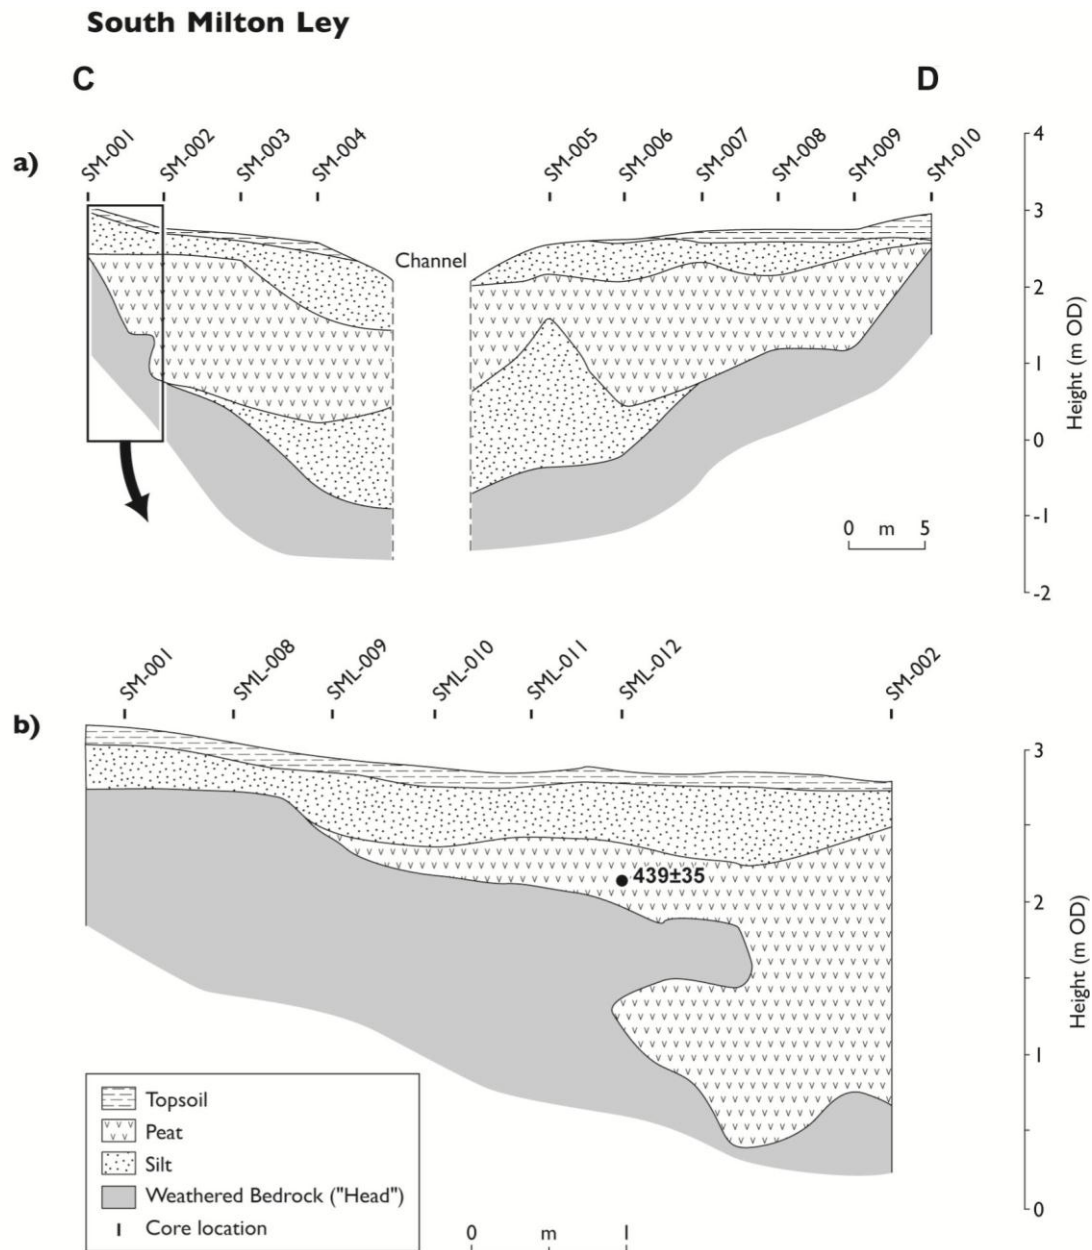 South Milton Ley
C D
a)
SM-001 SM-002 SM-003 SM-004 SM-005 SM-006 SM-007 SM-008 SM-009 SM-010
Channel
4
3
2
1
0
-1
-2
Height (m OD)
0 m 5
b)
SM-001 SML-008 SML-009 SML-010 SML-011 SML-012 SM-002
439±35
3
2
1
0
Height (m OD)
Topsoil
Peat
Silt
Weathered Bedrock ("Head")
Core location
0 m 1